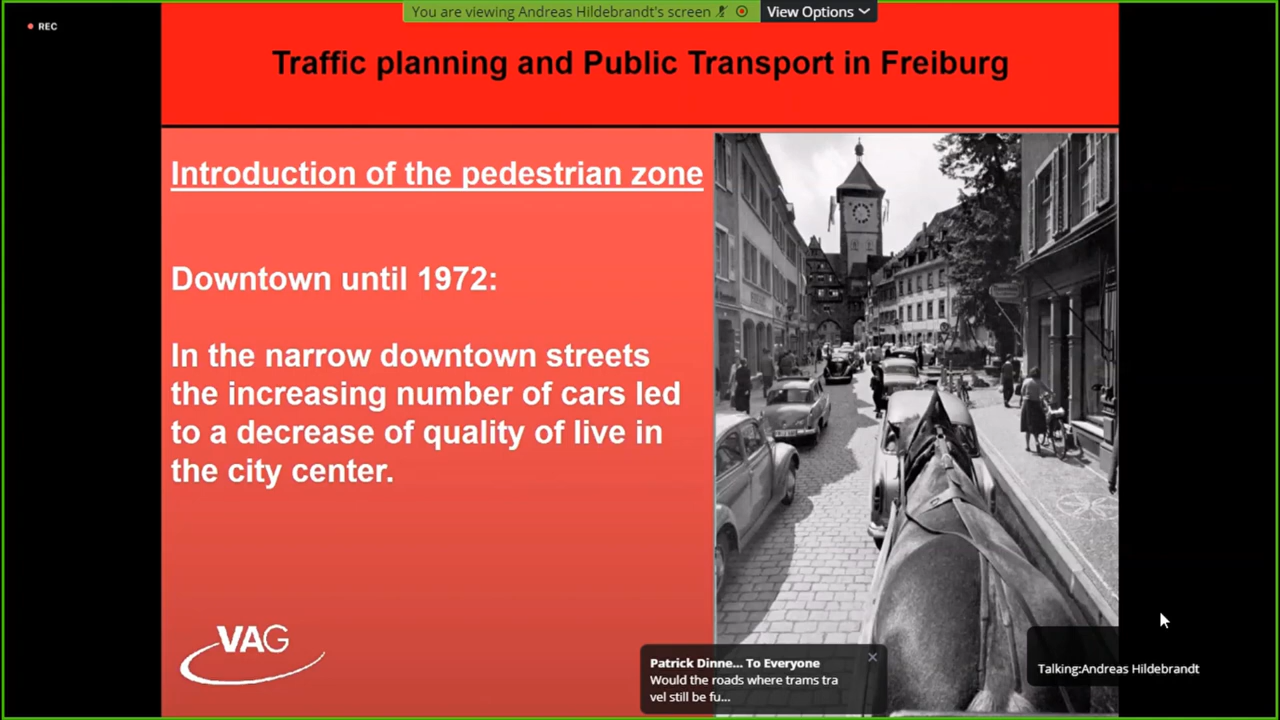 You are viewing Andreas Hildebrandt's screen
View Options
REC
Traffic planning and Public Transport in Freiburg
Introduction of the pedestrian zone
Downtown until 1972:
In the narrow downtown streets
the increasing number of cars led
to a decrease of quality of live in
the city center.
VAG
Patrick Dinne... To Everyone
Would the roads where trams tra
vel still be fu...
Talking:Andreas Hildebrandt